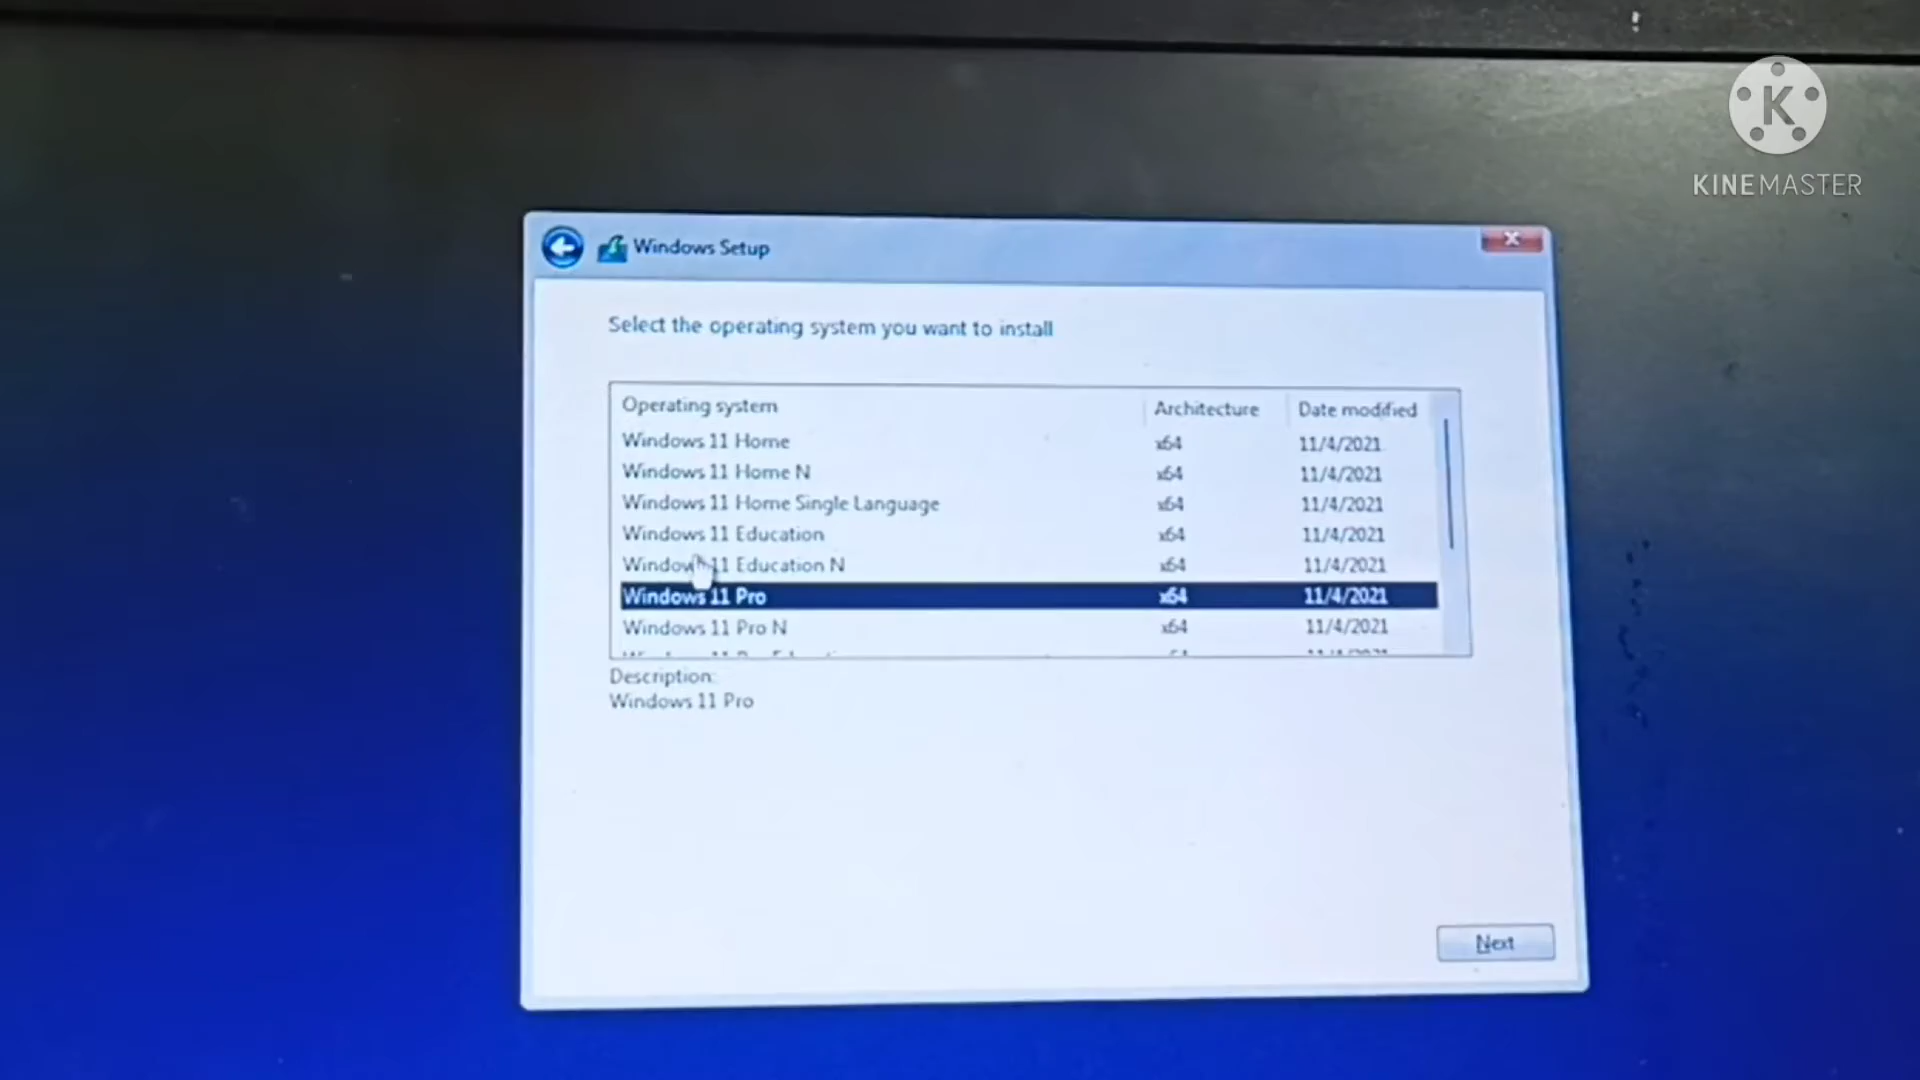 K
KINEMASTER
Windows Setup
Select the operating system you want to install
Operating system Architecture Date modified
Windows 11 Home x64 11/4/2021
Windows 11 Home N x64 11/4/2021
Windows 11 Home Single Language x64 11/4/2021
Windows 11 Education x64 11/4/2021
Windows 11 Education N x64 11/4/2021
Windows 11 Pro x64 11/4/2021
Windows 11 Pro N x64 11/4/2021
Description:
Windows 11 Pro
Next